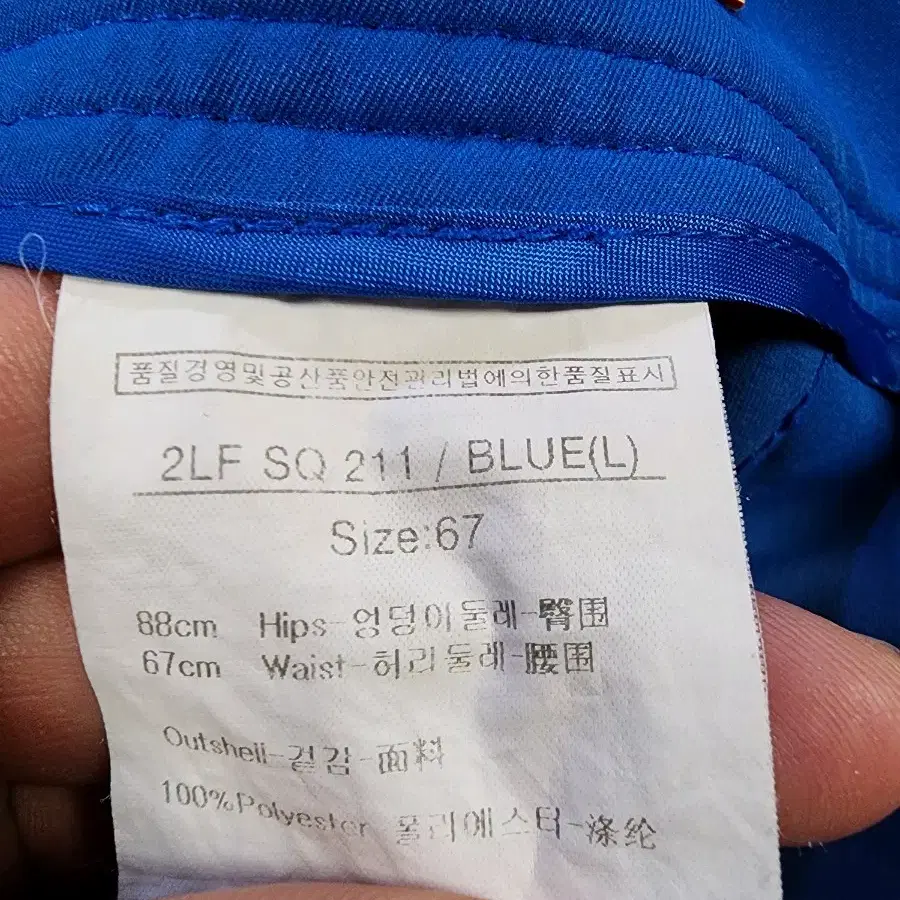 품질경영및공산품안전관리법에의한품질표시
2LF SQ 211 / BLUE(L)
Size:67
88cm Hips-엉덩이둘레-臀围
67cm Waist-허리둘레-腰围
Outshell-겉감-面料
100%Polyester 폴리에스터-涤纶